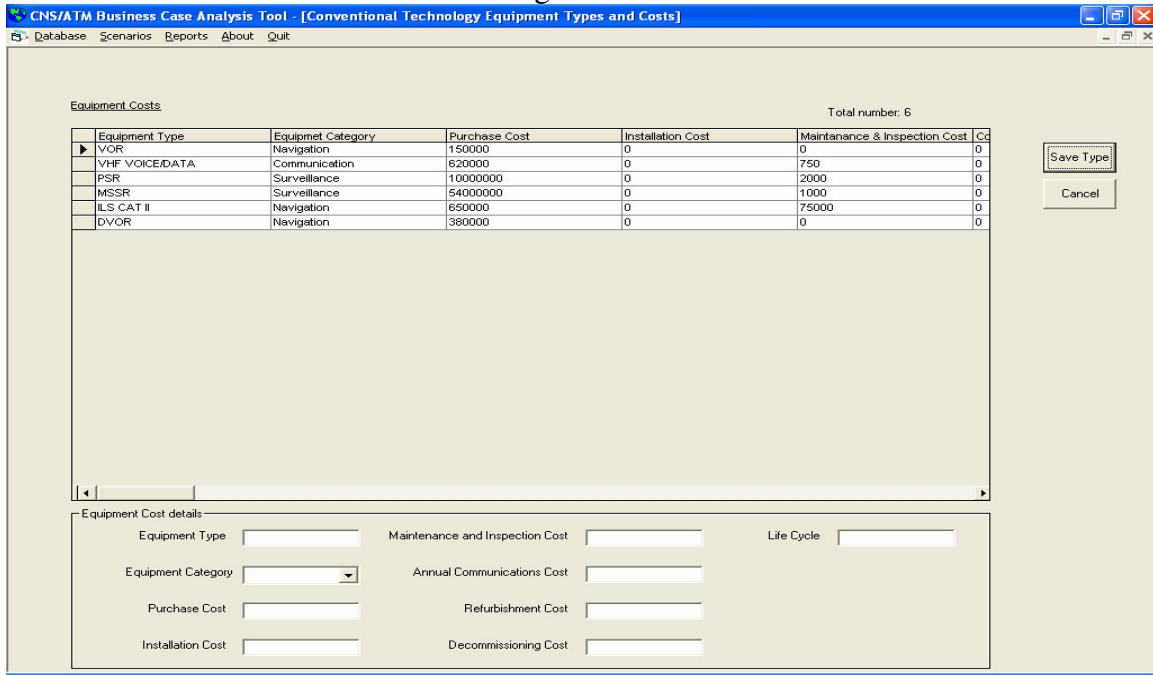 CNS/ATM Business Case Analysis Tool - [Conventional Technology Equipment Types and Costs]
Database Scenarios Reports About Quit
Equipment Costs
Total number: 6
Equipment Type Equipmet Category Purchase Cost Installation Cost Maintanance & Inspection Cost Co
VOR Navigation 150000 0 0 0
VHF VOICE/DATA Communication 620000 0 750 0
PSR Surveillance 10000000 0 2000 0
MSSR Surveillance 54000000 0 1000 0
ILS CAT II Navigation 650000 0 75000 0
DVOR Navigation 380000 0 0 0
Save Type
Cancel
Equipment Cost details
Equipment Type Maintenance and Inspection Cost Life Cycle
Equipment Category Annual Communications Cost
Purchase Cost Refurbishment Cost
Installation Cost Decommissioning Cost